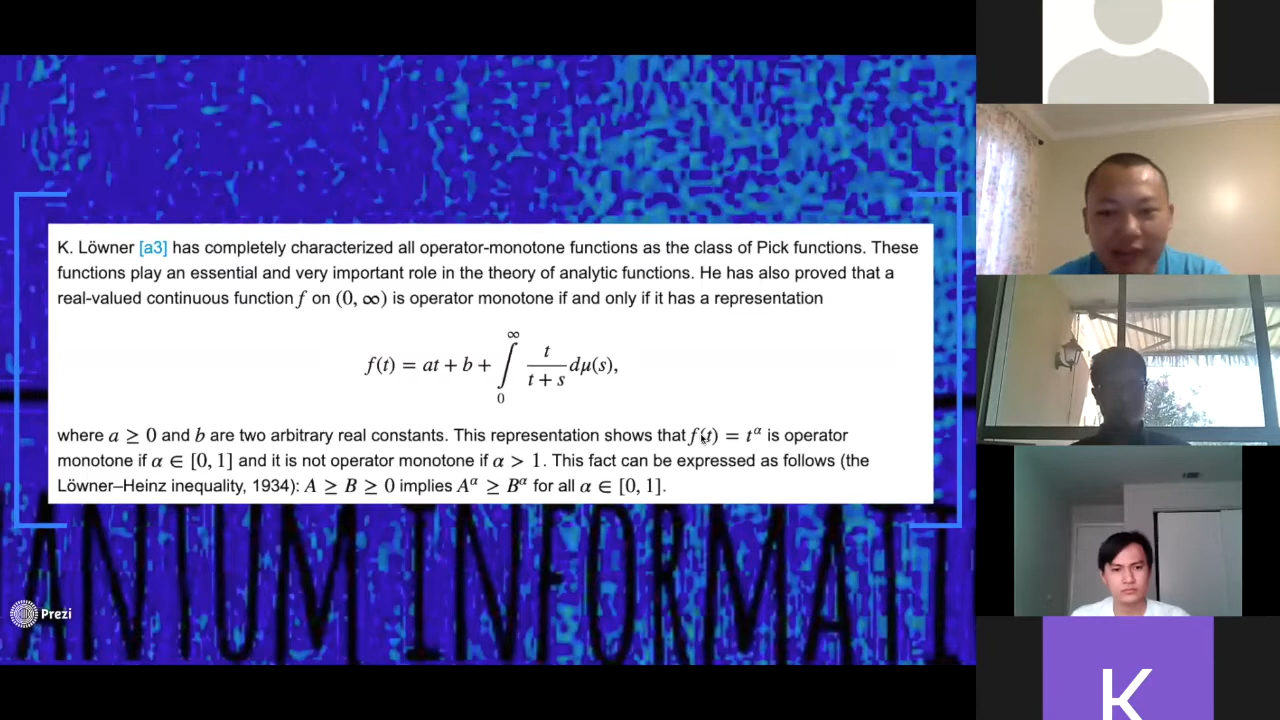 K. Löwner [a3] has completely characterized all operator-monotone functions as the class of Pick functions. These
functions play an essential and very important role in the theory of analytic functions. He has also proved that a
real-valued continuous function f on (0, ∞) is operator monotone if and only if it has a representation
f(t) = at + b + ∫₀^∞ t/(t + s) dμ(s),
where a ≥ 0 and b are two arbitrary real constants. This representation shows that f(t) = t^α is operator
monotone if α ∈ [0, 1] and it is not operator monotone if α > 1. This fact can be expressed as follows (the
Löwner–Heinz inequality, 1934): A ≥ B ≥ 0 implies A^α ≥ B^α for all α ∈ [0, 1].
ANTUM INFORMATI
Prezi
K